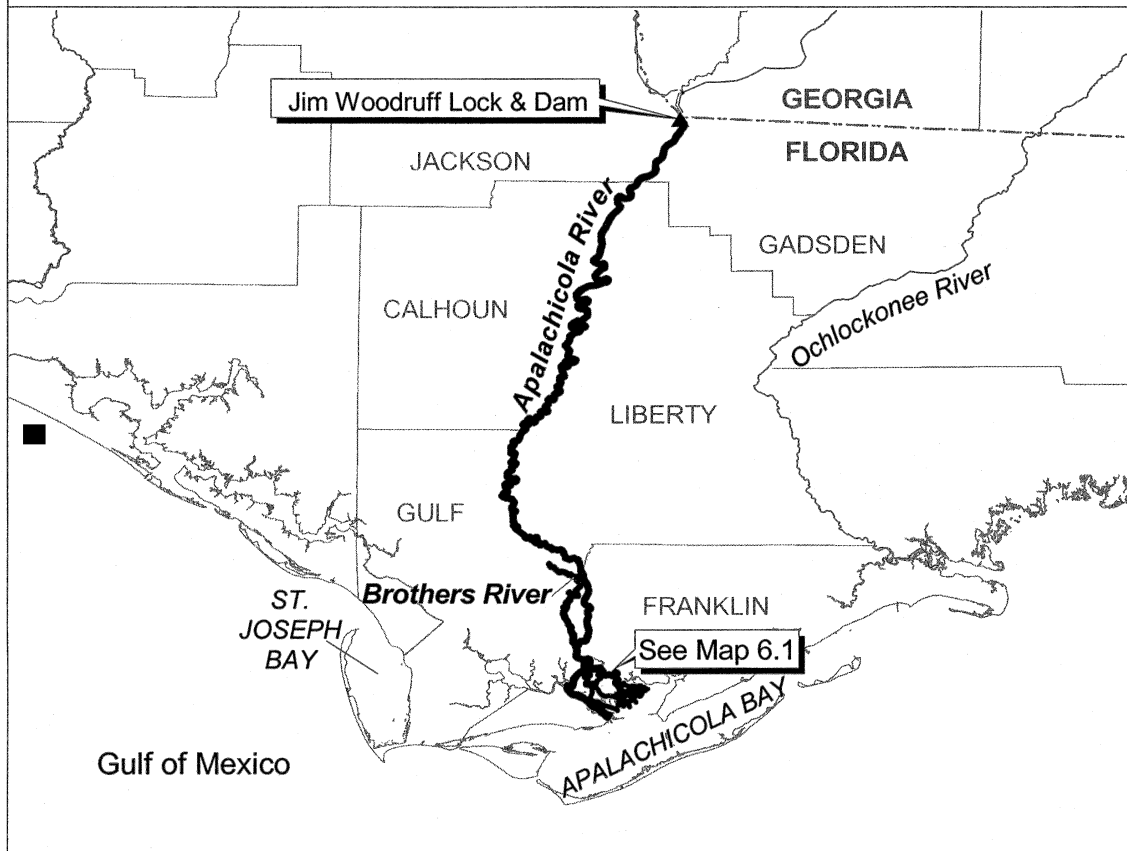 Jim Woodruff Lock & Dam
GEORGIA
FLORIDA
JACKSON
Apalachicola River
GADSDEN
CALHOUN
Ochlockonee River
LIBERTY
GULF
Brothers River
FRANKLIN
ST.
JOSEPH
BAY
See Map 6.1
APALACHICOLA BAY
Gulf of Mexico